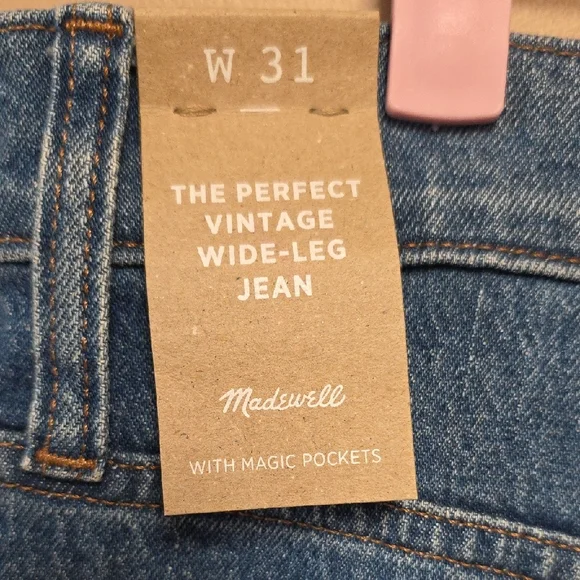 W 31
THE PERFECT
VINTAGE
WIDE-LEG
JEAN
Madewell
WITH MAGIC POCKETS